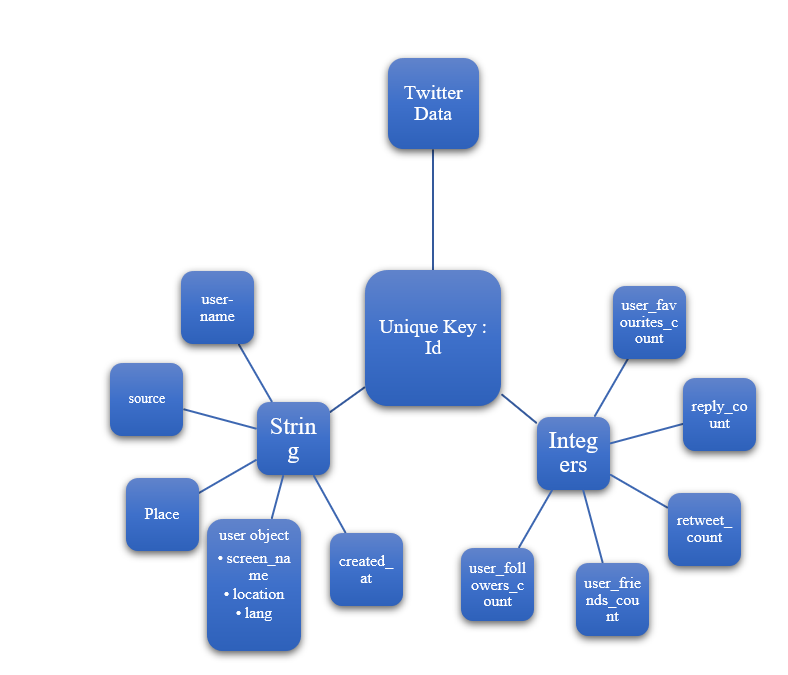 Twitter
Data
Unique Key :
Id
user-
name
source
Strin
g
Place
user object
• screen_na
me
• location
• lang
created_
at
user_fav
ourites_c
ount
reply_co
unt
Integ
ers
retweet_
count
user_frie
nds_cou
nt
user_foll
owers_c
ount